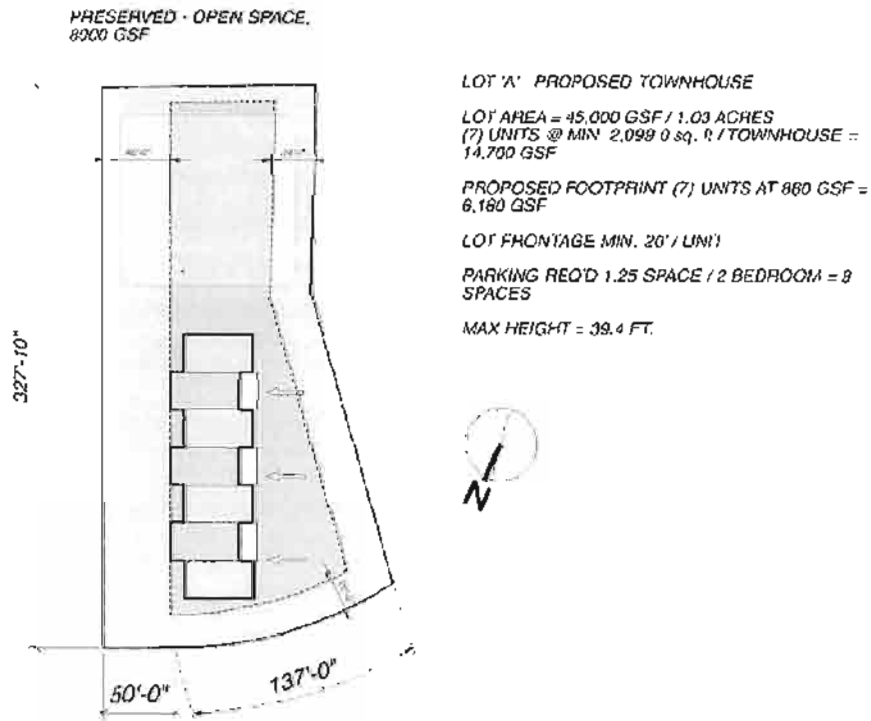 PRESERVED - OPEN SPACE,
8000 GSF
LOT 'A' PROPOSED TOWNHOUSE
LOT AREA = 45,000 GSF / 1.03 ACRES
(7) UNITS @ MIN 2,099 0 sq. ft / TOWNHOUSE =
14,700 GSF
PROPOSED FOOTPRINT (7) UNITS AT 880 GSF =
6,160 GSF
LOT FRONTAGE MIN. 20' / UNIT
PARKING REQ'D 1.25 SPACE / 2 BEDROOM = 9
SPACES
MAX HEIGHT = 39.4 FT.
327'-10"
N
50'-0"
137'-0"